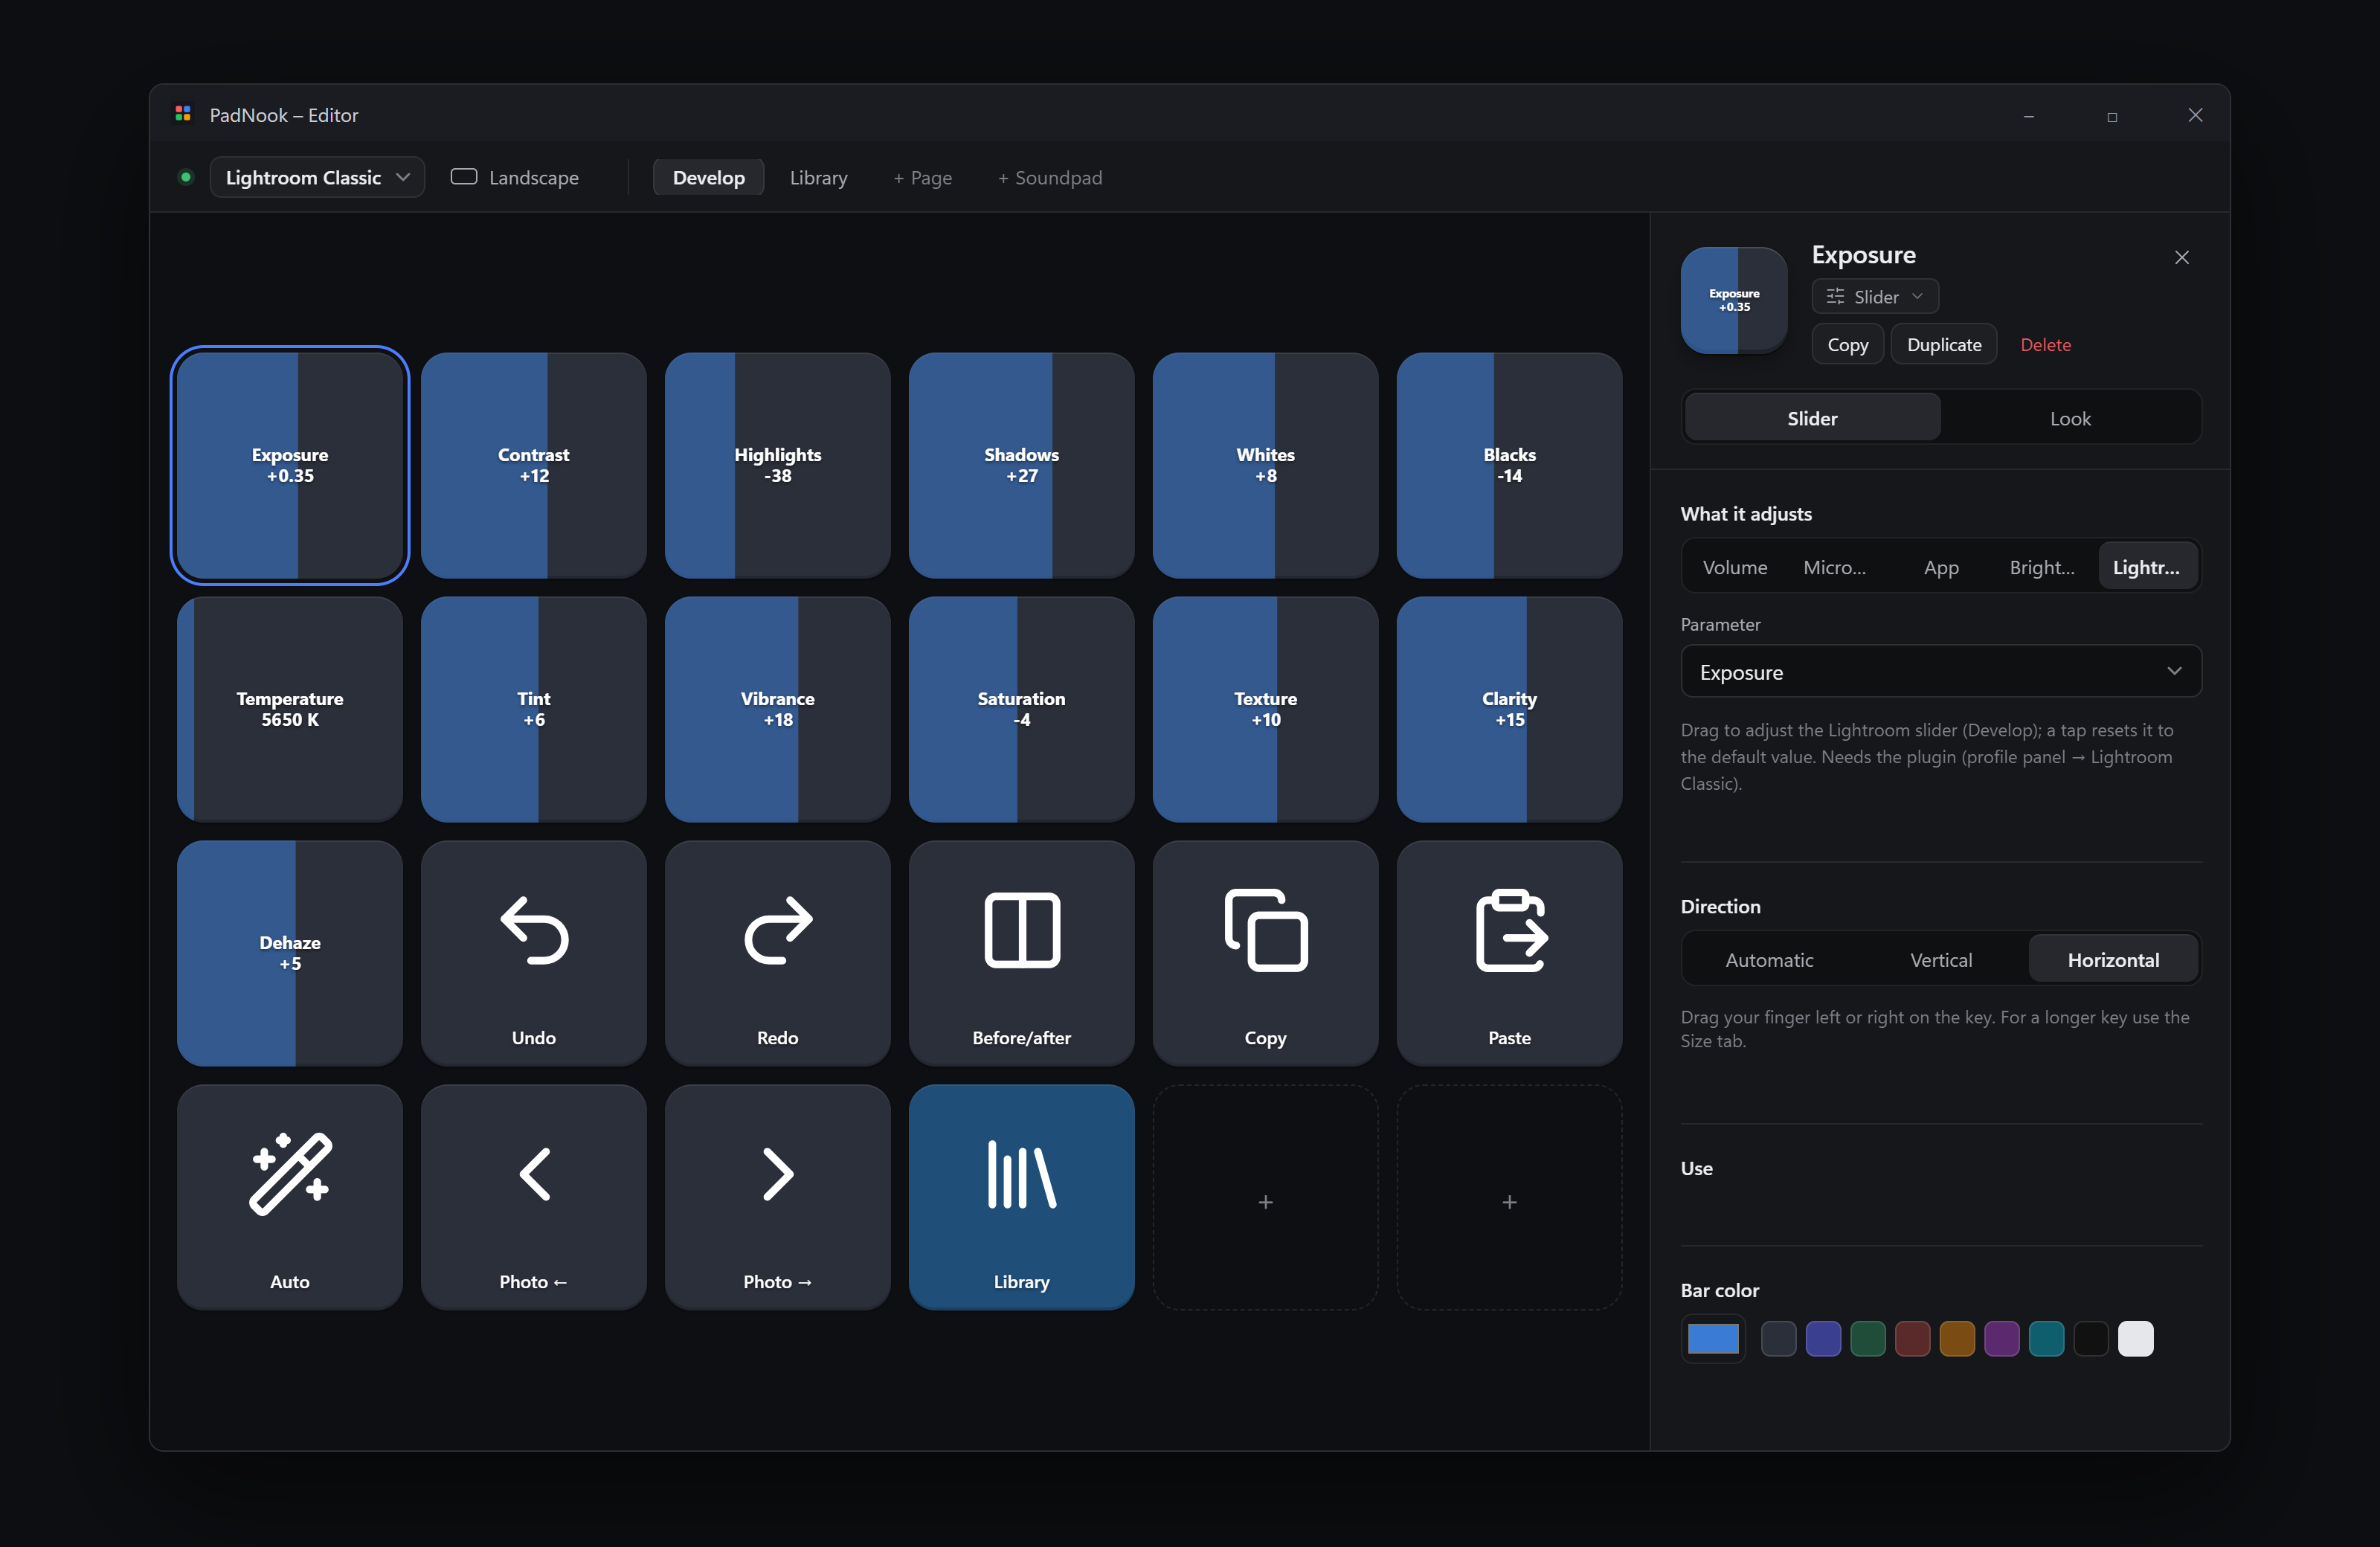 PadNook – Editor
Lightroom Classic
Landscape
Develop
Library
+ Page
+ Soundpad
Exposure
+0.35
Contrast
+12
Highlights
-38
Shadows
+27
Whites
+8
Blacks
-14
Temperature
5650 K
Tint
+6
Vibrance
+18
Saturation
-4
Texture
+10
Clarity
+15
Dehaze
+5
Undo
Redo
Before/after
Copy
Paste
Auto
Photo ←
Photo →
Library
+
+
Exposure
+0.35
Exposure
Slider
Copy
Duplicate
Delete
Slider
Look
What it adjusts
Volume
Micro...
App
Bright...
Lightr...
Parameter
Exposure
Drag to adjust the Lightroom slider (Develop); a tap resets it to
the default value. Needs the plugin (profile panel → Lightroom
Classic).
Direction
Automatic
Vertical
Horizontal
Drag your finger left or right on the key. For a longer key use the
Size tab.
Use
Bar color